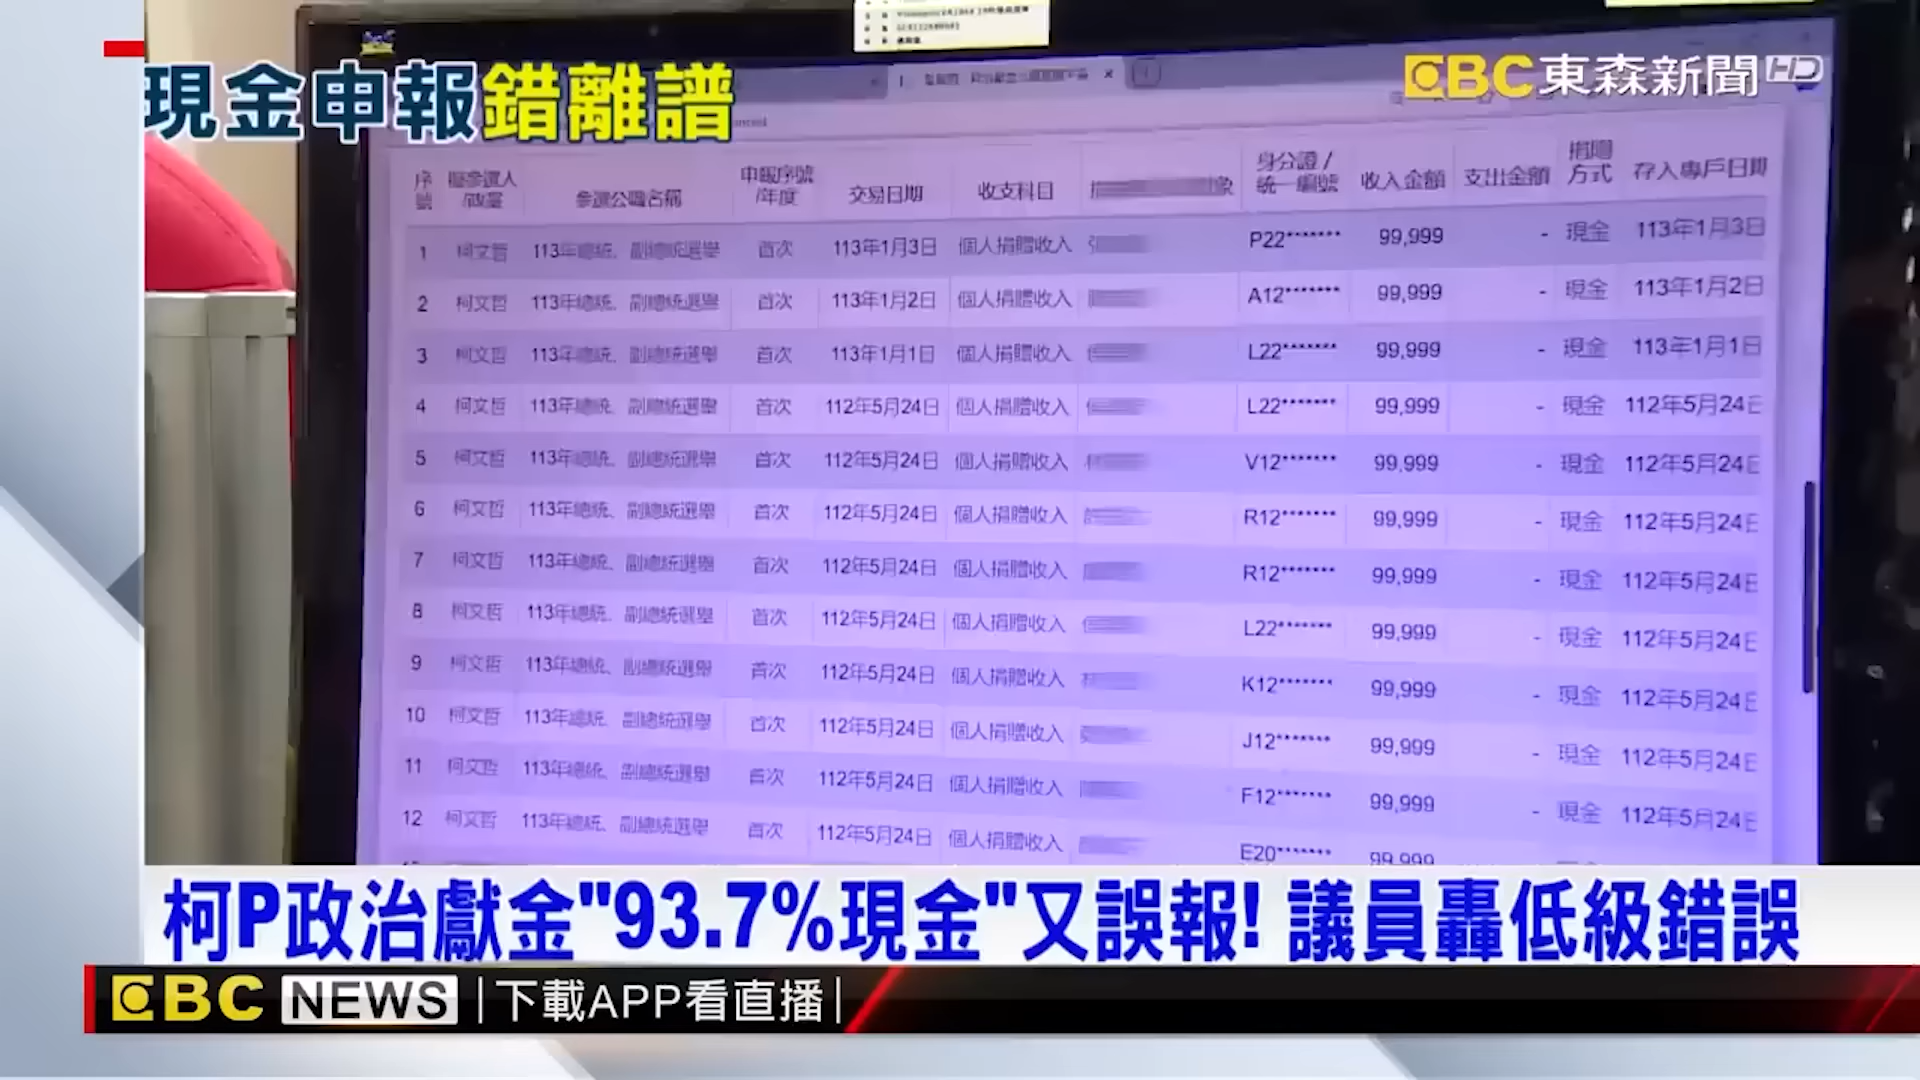 現金申報錯離譜
EBC東森新聞HD
序號 擬參選人/政黨 參選公職名稱 申報序號/年度 交易日期 收支科目 身分證/統一編號 收入金額 支出金額 捐贈方式 存入專戶日期
1 柯文哲 113年總統、副總統選舉 首次 113年1月3日 個人捐贈收入 P22******* 99,999 - 現金 113年1月3日
2 柯文哲 113年總統、副總統選舉 首次 113年1月2日 個人捐贈收入 A12******* 99,999 - 現金 113年1月2日
3 柯文哲 113年總統、副總統選舉 首次 113年1月1日 個人捐贈收入 L22******* 99,999 - 現金 113年1月1日
4 柯文哲 113年總統、副總統選舉 首次 112年5月24日 個人捐贈收入 L22******* 99,999 - 現金 112年5月24日
5 柯文哲 113年總統、副總統選舉 首次 112年5月24日 個人捐贈收入 V12******* 99,999 - 現金 112年5月24日
6 柯文哲 113年總統、副總統選舉 首次 112年5月24日 個人捐贈收入 R12******* 99,999 - 現金 112年5月24日
7 柯文哲 113年總統、副總統選舉 首次 112年5月24日 個人捐贈收入 R12******* 99,999 - 現金 112年5月24日
8 柯文哲 113年總統、副總統選舉 首次 112年5月24日 個人捐贈收入 L22******* 99,999 - 現金 112年5月24日
9 柯文哲 113年總統、副總統選舉 首次 112年5月24日 個人捐贈收入 K12******* 99,999 - 現金 112年5月24日
10 柯文哲 113年總統、副總統選舉 首次 112年5月24日 個人捐贈收入 J12******* 99,999 - 現金 112年5月24日
11 柯文哲 113年總統、副總統選舉 首次 112年5月24日 個人捐贈收入 F12******* 99,999 - 現金 112年5月24日
12 柯文哲 113年總統、副總統選舉 首次 112年5月24日 個人捐贈收入 E20******* 99,999
柯P政治獻金"93.7%現金"又誤報! 議員轟低級錯誤
EBC NEWS 下載APP看直播